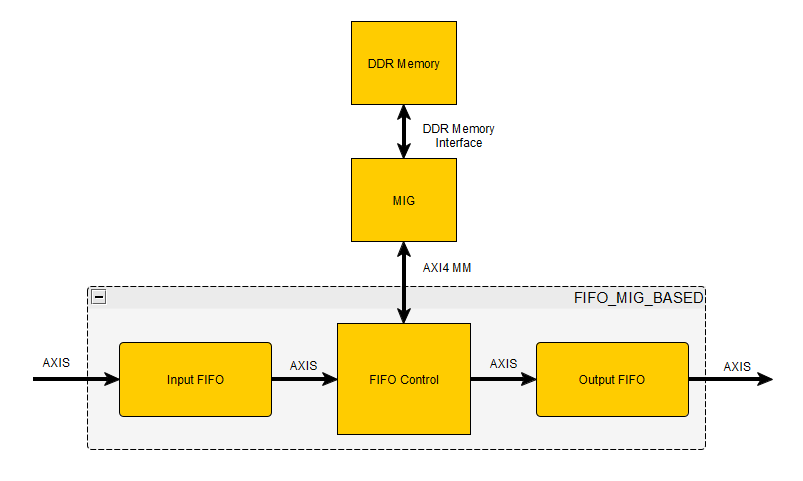 DDR Memory
DDR Memory
Interface
MIG
AXI4 MM
FIFO_MIG_BASED
AXIS
Input FIFO
AXIS
FIFO Control
AXIS
Output FIFO
AXIS